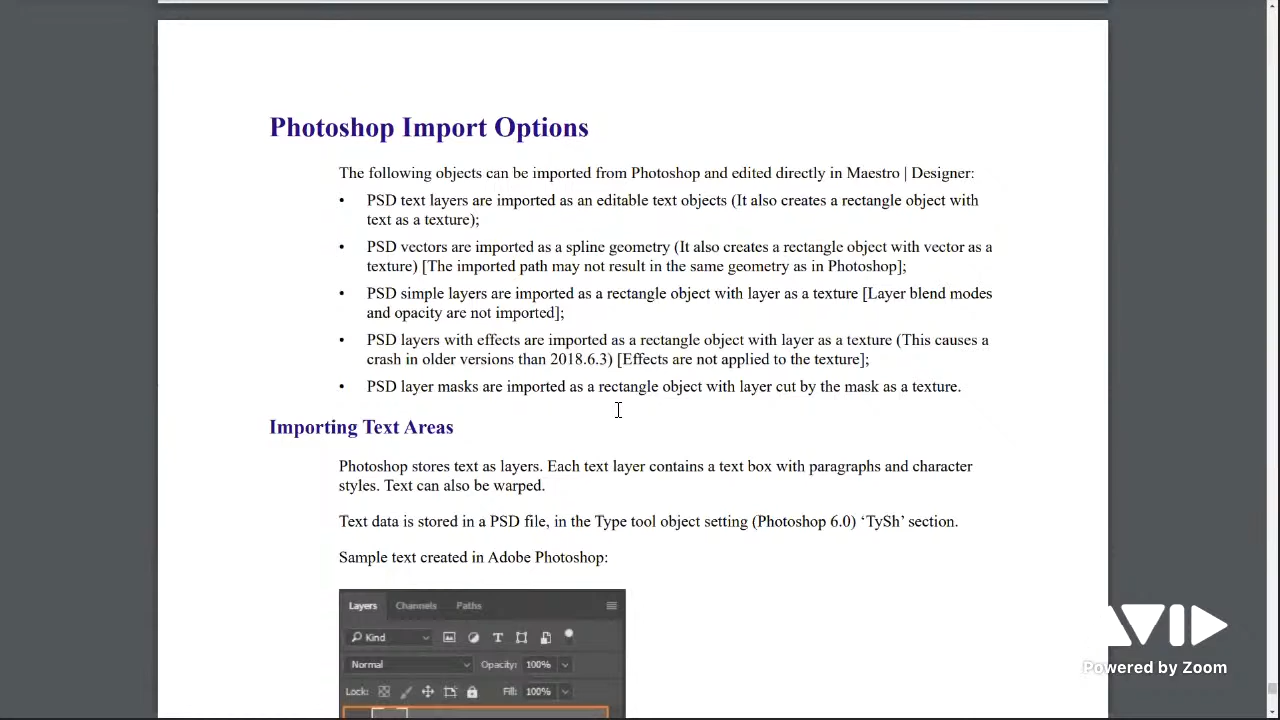 Photoshop Import Options
The following objects can be imported from Photoshop and edited directly in Maestro | Designer:
• PSD text layers are imported as an editable text objects (It also creates a rectangle object with
text as a texture);
• PSD vectors are imported as a spline geometry (It also creates a rectangle object with vector as a
texture) [The imported path may not result in the same geometry as in Photoshop];
• PSD simple layers are imported as a rectangle object with layer as a texture [Layer blend modes
and opacity are not imported];
• PSD layers with effects are imported as a rectangle object with layer as a texture (This causes a
crash in older versions than 2018.6.3) [Effects are not applied to the texture];
• PSD layer masks are imported as a rectangle object with layer cut by the mask as a texture.
Importing Text Areas
Photoshop stores text as layers. Each text layer contains a text box with paragraphs and character
styles. Text can also be warped.
Text data is stored in a PSD file, in the Type tool object setting (Photoshop 6.0) ‘TySh’ section.
Sample text created in Adobe Photoshop:
Layers Channels Paths
Kind
Normal Opacity: 100%
Lock: Fill: 100%
AVID
Powered by Zoom